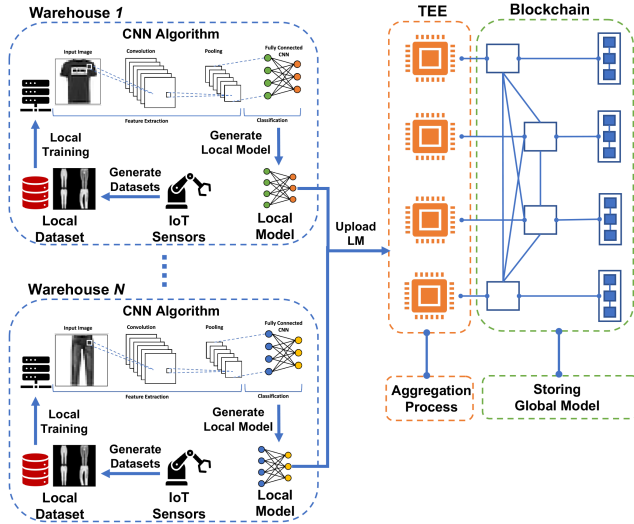 Warehouse 1
CNN Algorithm
Input Image
Convolution
Pooling
Fully Connected
CNN
Feature Extraction
Classification
Local
Training
Generate
Datasets
Generate
Local Model
Local
Dataset
IoT
Sensors
Local
Model
Warehouse N
CNN Algorithm
Input Image
Convolution
Pooling
Fully Connected
CNN
Feature Extraction
Classification
Local
Training
Generate
Datasets
Generate
Local Model
Local
Dataset
IoT
Sensors
Local
Model
Upload
LM
TEE
Blockchain
Aggregation
Process
Storing
Global Model